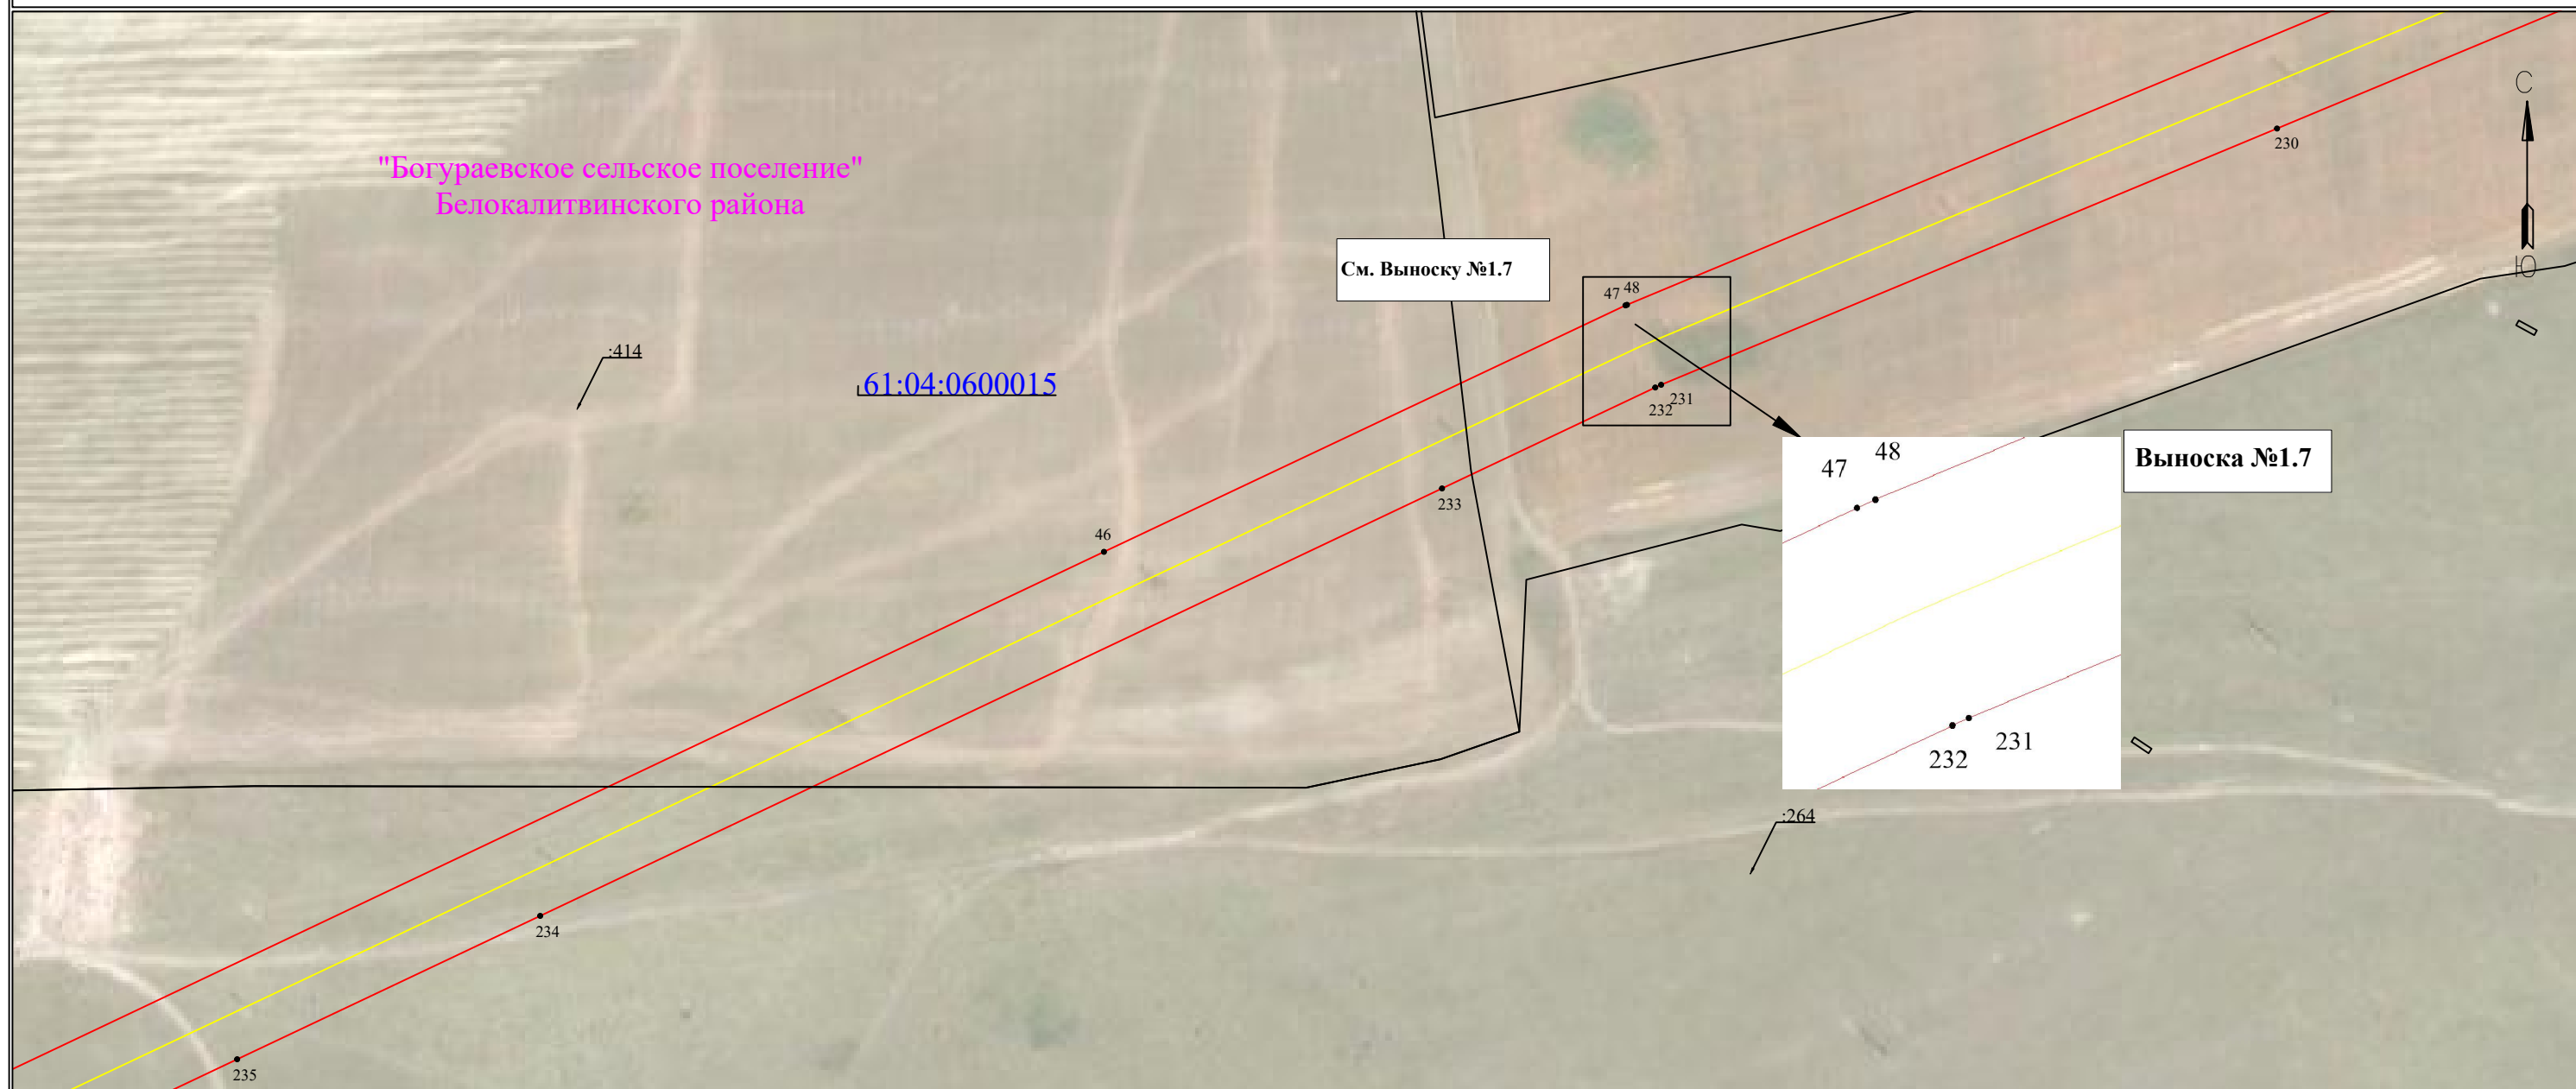 С
230
"Богураевское сельское поселение"
Белокалитвинского района
См. Выноску №1.7
Ю
47 48
:414
61:04:0600015
231
232
48
47
Выноска №1.7
233
46
231
232
:264
234
235